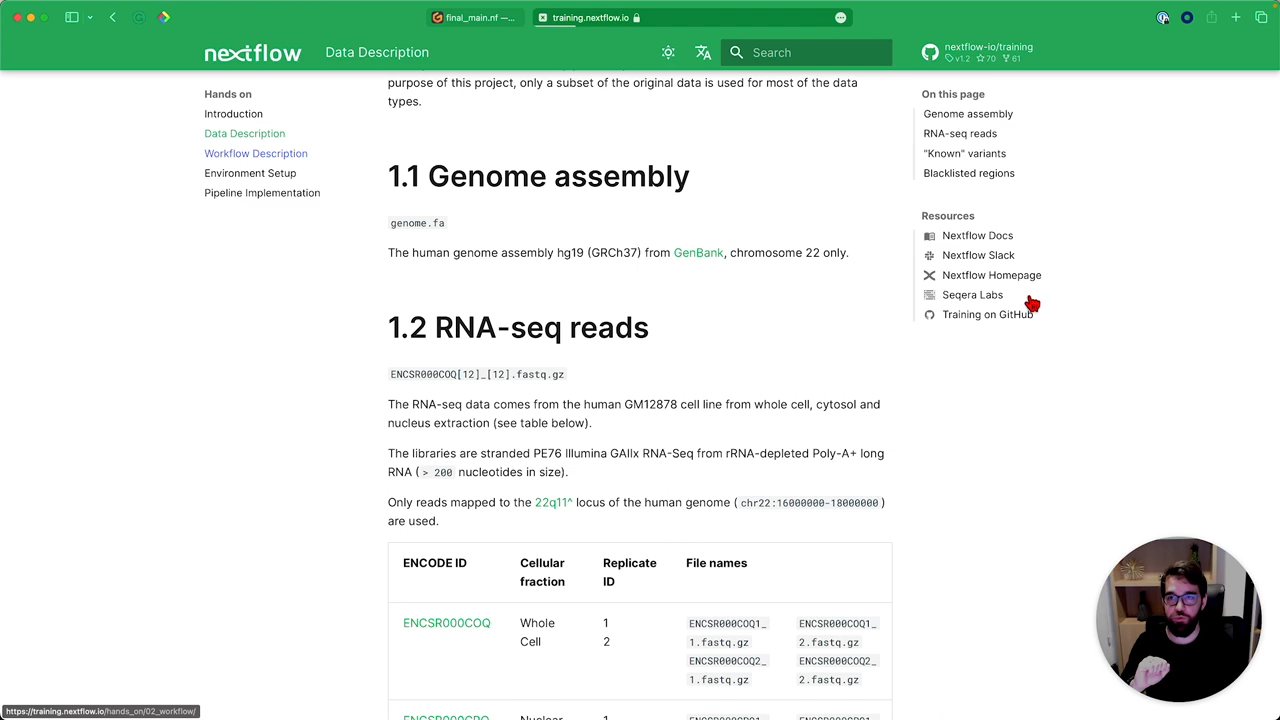 final_main.nf —...
training.nextflow.io
nextflow
Data Description
Search
nextflow-io/training
v1.2 70 61
Hands on
Introduction
Data Description
Workflow Description
Environment Setup
Pipeline Implementation
purpose of this project, only a subset of the original data is used for most of the data
types.
1.1 Genome assembly
genome.fa
The human genome assembly hg19 (GRCh37) from GenBank, chromosome 22 only.
1.2 RNA-seq reads
ENCSR000COQ[12]_[12].fastq.gz
The RNA-seq data comes from the human GM12878 cell line from whole cell, cytosol and
nucleus extraction (see table below).
The libraries are stranded PE76 Illumina GAIIx RNA-Seq from rRNA-depleted Poly-A+ long
RNA ( > 200 nucleotides in size).
Only reads mapped to the 22q11^ locus of the human genome ( chr22:16000000-18000000 )
are used.
ENCODE ID Cellular fraction Replicate ID File names
ENCSR000COQ Whole Cell 1 2
ENCSR000COQ1_ ENCSR000COQ1_
1.fastq.gz 2.fastq.gz
ENCSR000COQ2_ ENCSR000COQ2_
1.fastq.gz 2.fastq.gz
On this page
Genome assembly
RNA-seq reads
"Known" variants
Blacklisted regions
Resources
Nextflow Docs
Nextflow Slack
Nextflow Homepage
Seqera Labs
Training on GitHub
https://training.nextflow.io/hands_on/02_workflow/